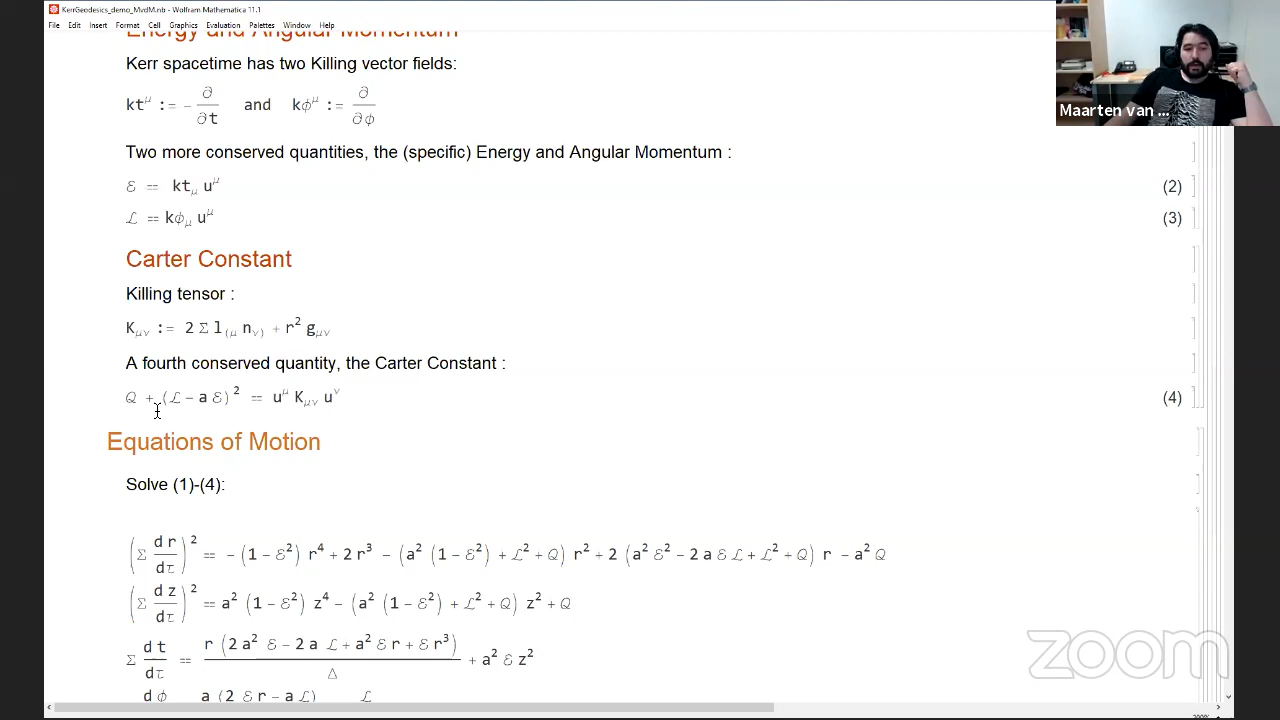 KerrGeodesics_demo_MvdM.nb - Wolfram Mathematica 11.1
File Edit Insert Format Cell Graphics Evaluation Palettes Window Help
Energy and Angular Momentum
Kerr spacetime has two Killing vector fields:
kt^μ := - ∂/∂t and kϕ^μ := ∂/∂ϕ
Two more conserved quantities, the (specific) Energy and Angular Momentum :
ℰ == kt_μ u^μ (2)
ℒ == kϕ_μ u^μ (3)
Carter Constant
Killing tensor :
K_μν := 2 Σ l_(μ n_ν) + r² g_μν
A fourth conserved quantity, the Carter Constant :
Q + (ℒ - a ℰ)² == u^μ K_μν u^ν (4)
Equations of Motion
Solve (1)-(4):
(Σ dr/dτ)² == - (1 - ℰ²) r⁴ + 2 r³ - (a² (1 - ℰ²) + ℒ² + Q) r² + 2 (a² ℰ² - 2 a ℰ ℒ + ℒ² + Q) r - a² Q
(Σ dz/dτ)² == a² (1 - ℰ²) z⁴ - (a² (1 - ℰ²) + ℒ² + Q) z² + Q
Σ dt/dτ == r (2 a² ℰ - 2 a ℒ + a² ℰ r + ℰ r³)/Δ + a² ℰ z²
dϕ a (2 ℰ r - a ℒ) ℒ
Maarten van ...
zoom
200%